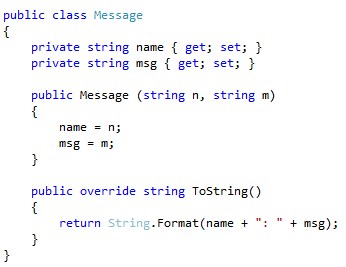 public class Message
{
    private string name { get; set; }
    private string msg { get; set; }

    public Message (string n, string m)
    {
        name = n;
        msg = m;
    }

    public override string ToString()
    {
        return String.Format(name + ": " + msg);
    }
}